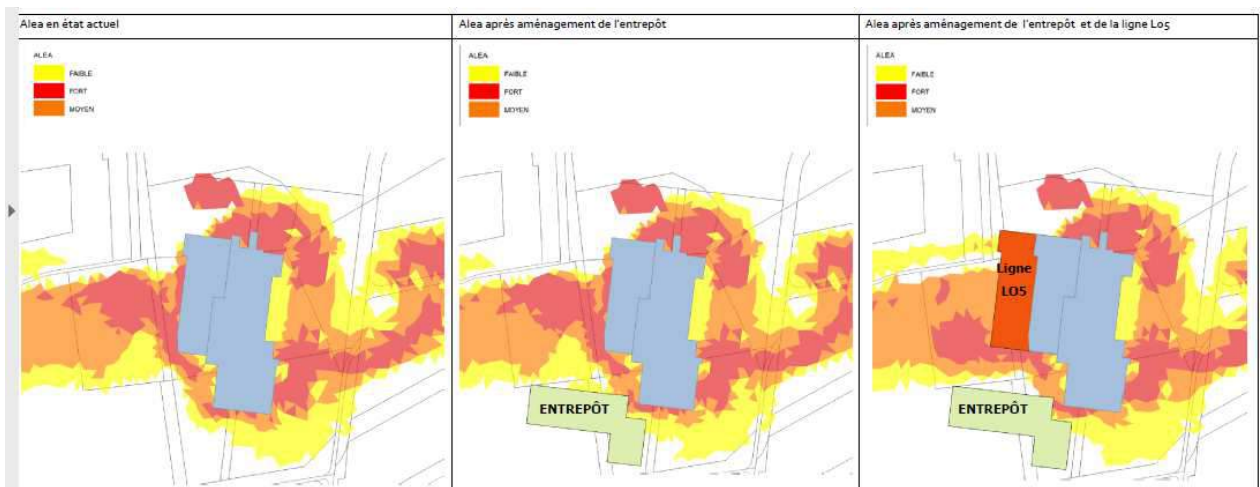 Alea en état actuel
Alea après aménagement de l'entrepôt
Alea après aménagement de l'entrepôt et de la ligne Lo5
ALEA
FAIBLE
FORT
MOYEN
ALEA
FAIBLE
FORT
MOYEN
ENTREPÔT
ALEA
FAIBLE
FORT
MOYEN
Ligne
LO5
ENTREPÔT